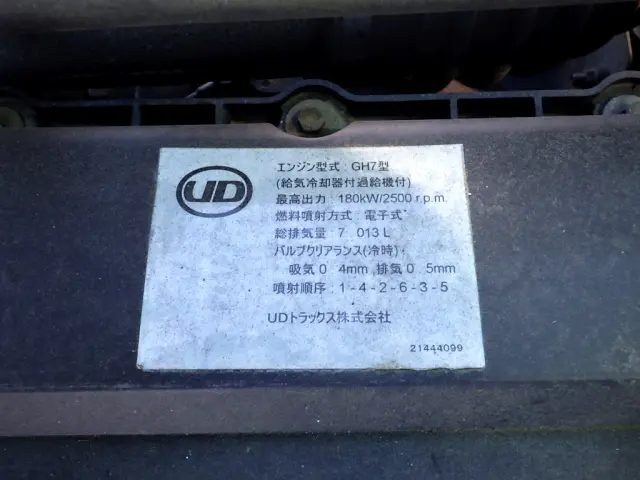 UD
エンジン型式 : GH7型
(給気冷却器付過給機付)
最高出力 : 180kW/2500 r.p.m.
燃料噴射方式 : 電子式
総排気量 : 7 013 L
バルブクリアランス(冷時)
吸気0 4mm , 排気0 5mm
噴射順序 : 1-4-2-6-3-5
UDトラックス株式会社
21444099